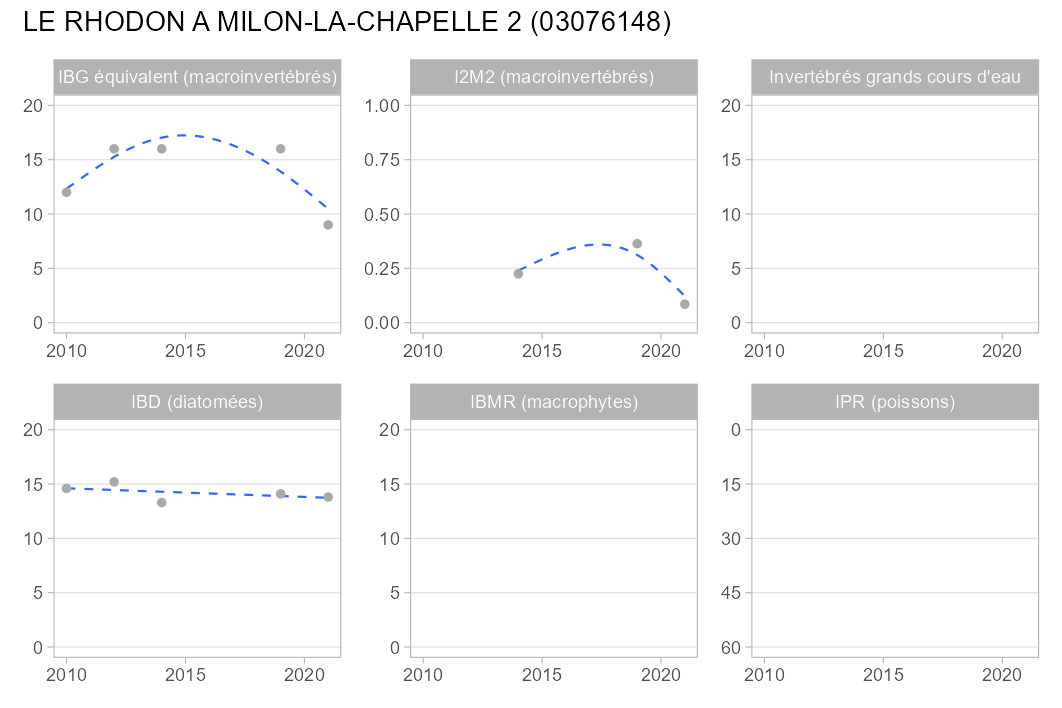 LE RHODON A MILON-LA-CHAPELLE 2 (03076148)
IBG équivalent (macroinvertébrés)
20
15
10
5
0
2010 2015 2020
I2M2 (macroinvertébrés)
1.00
0.75
0.50
0.25
0.00
2010 2015 2020
Invertébrés grands cours d'eau
20
15
10
5
0
2010 2015 2020
IBD (diatomées)
20
15
10
5
0
2010 2015 2020
IBMR (macrophytes)
20
15
10
5
0
2010 2015 2020
IPR (poissons)
0
15
30
45
60
2010 2015 2020